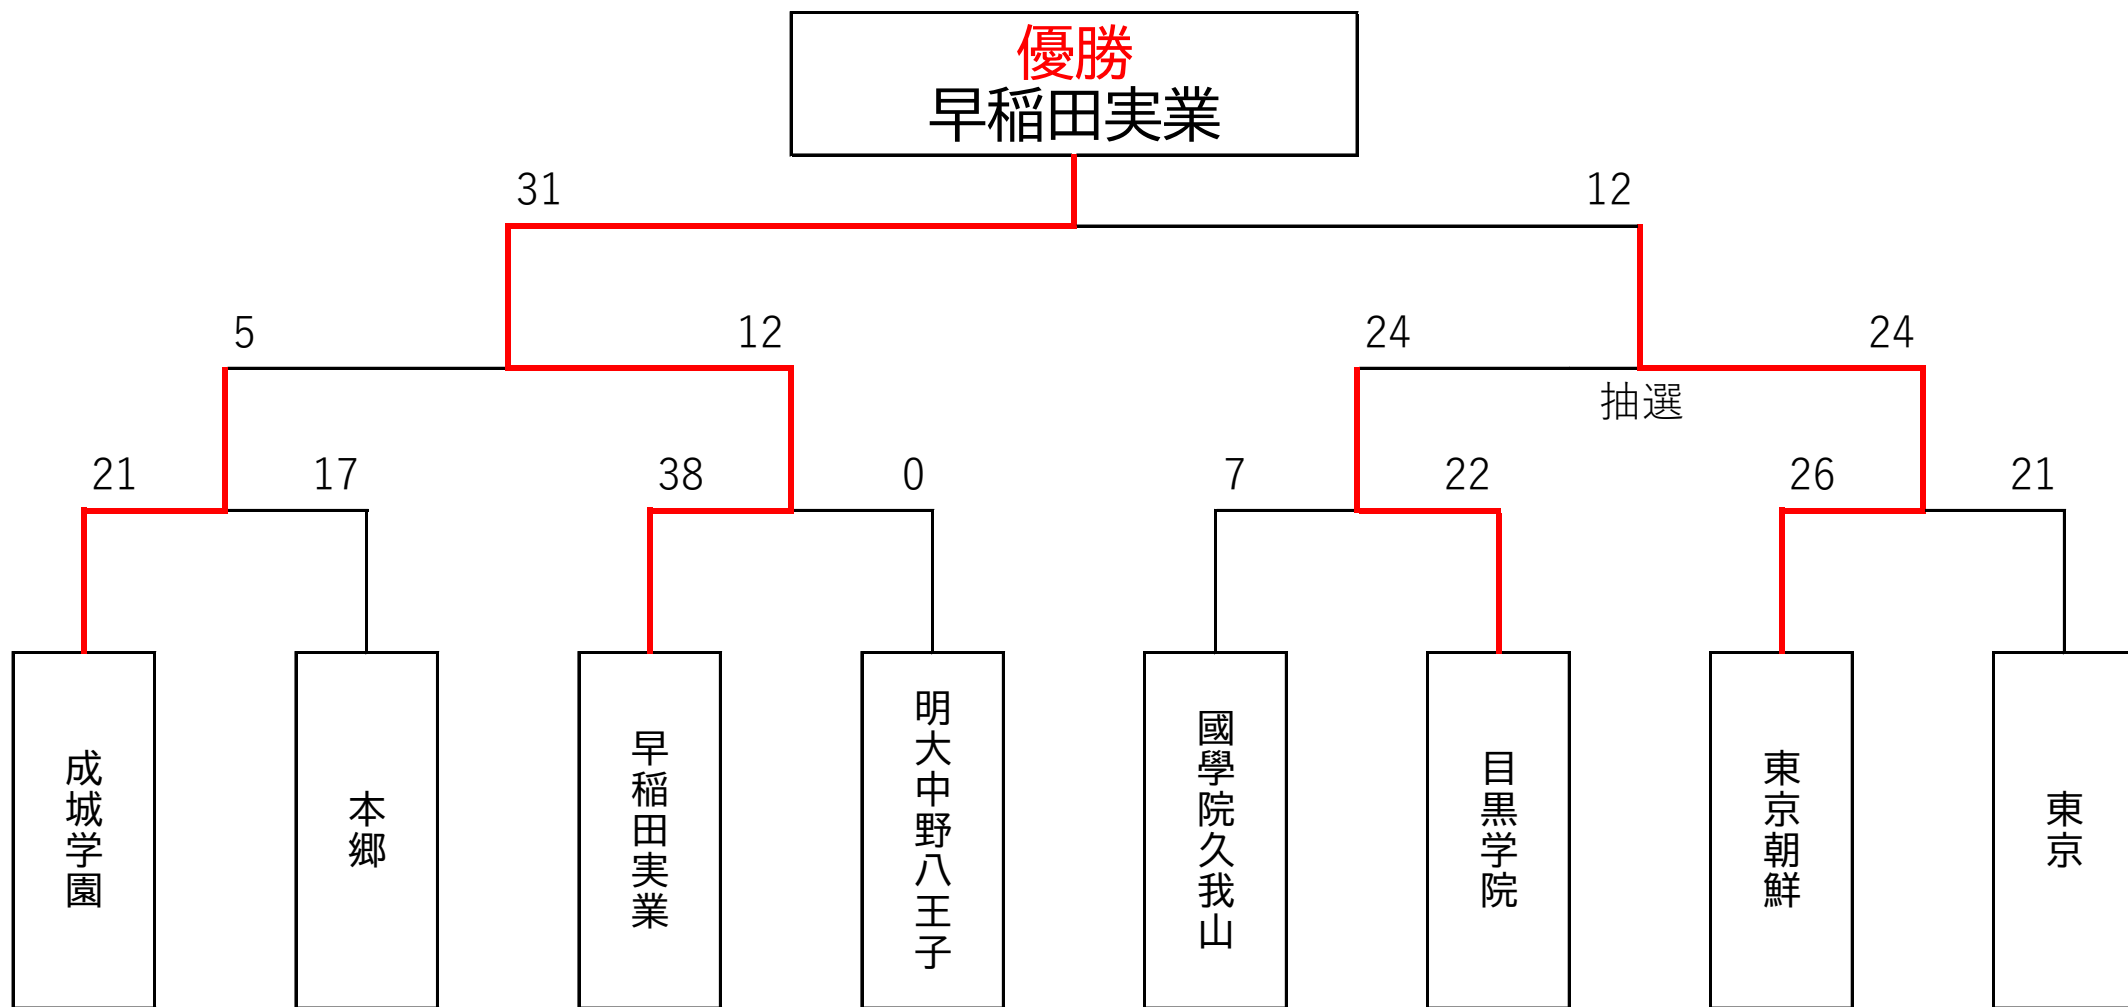 優勝
早稲田実業
31
12
5
12
24
24
抽選
21
17
38
0
7
22
26
21
成城学園
本郷
早稲田実業
明大中野八王子
國學院久我山
目黒学院
東京朝鮮
東京